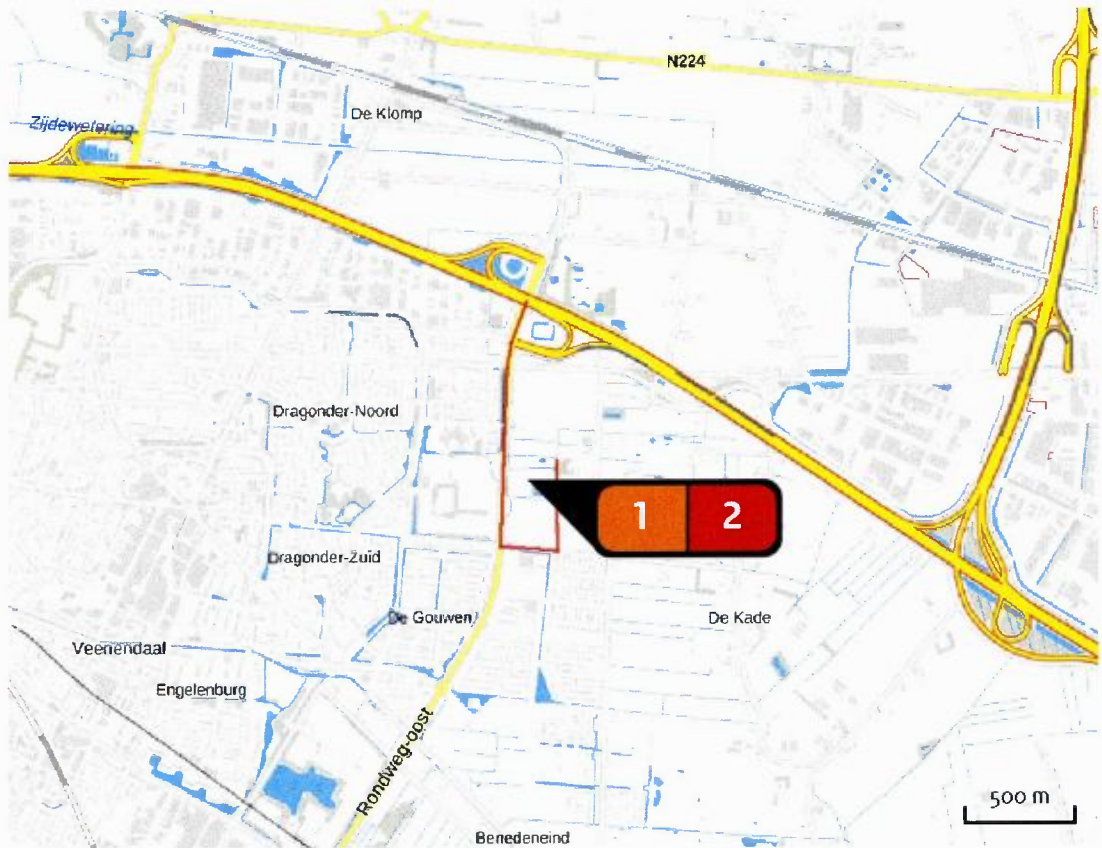 N224
De Klomp
Zijdewetering
Dragonder-Noord
1 2
Dragonder-Zuid
De Gouwen
De Kade
Veenendaal
Engelenburg
Rondweg-oost
500 m
Benedeneind